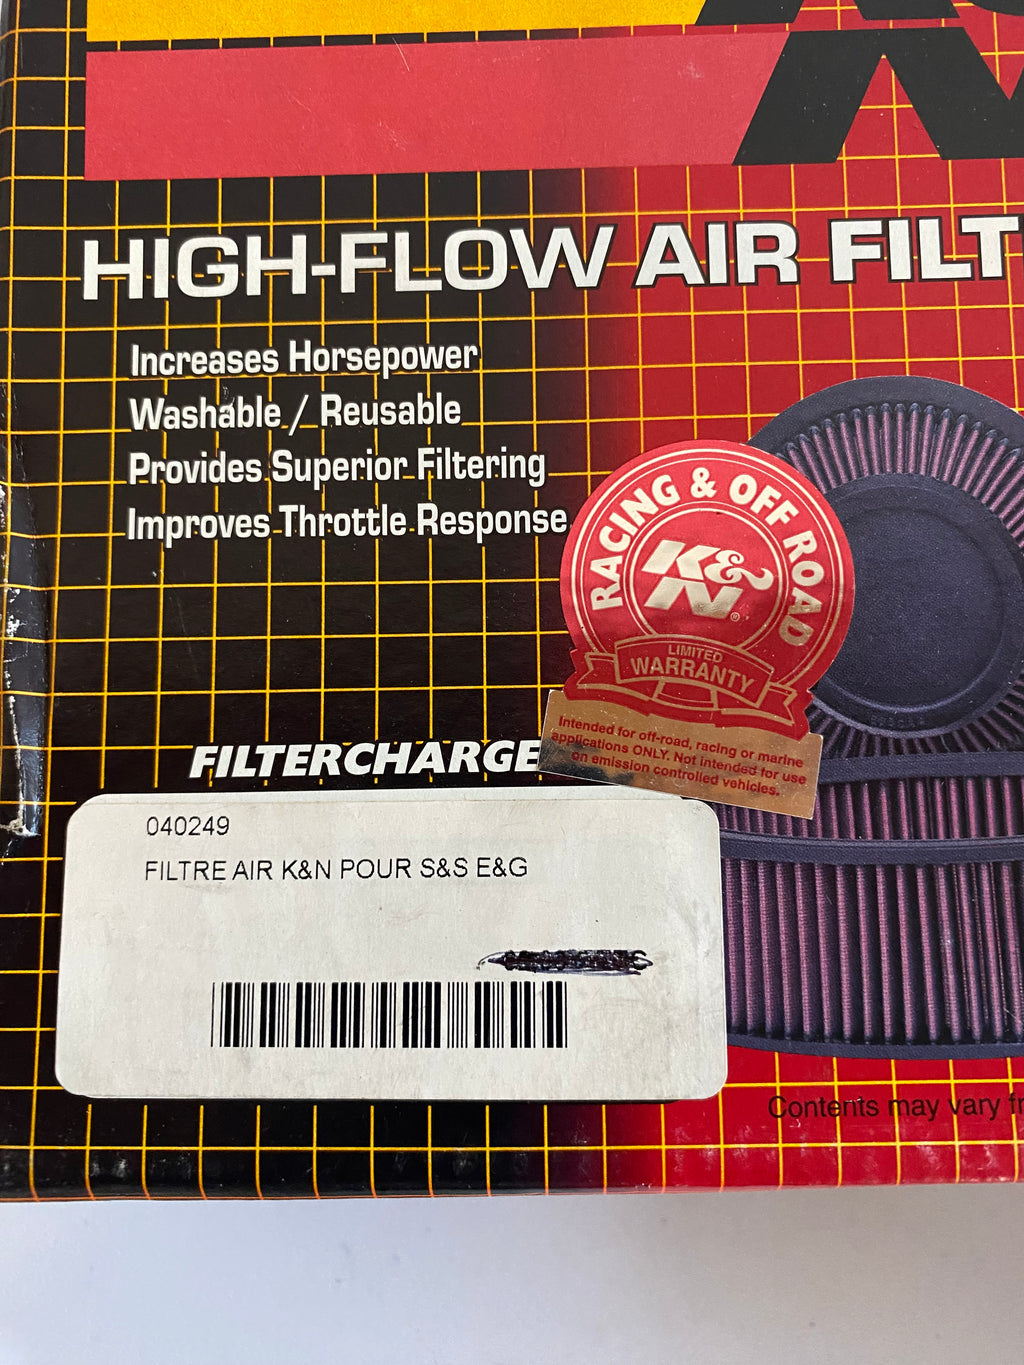 HIGH-FLOW AIR FILT
Increases Horsepower
Washable / Reusable
Provides Superior Filtering
Improves Throttle Response
RACING & OFF ROAD
K&N®
LIMITED
WARRANTY
Intended for off-road, racing or marine
applications ONLY. Not intended for use
on emission controlled vehicles.
FILTERCHARGE
040249
FILTRE AIR K&N POUR S&S E&G
Contents may vary fr